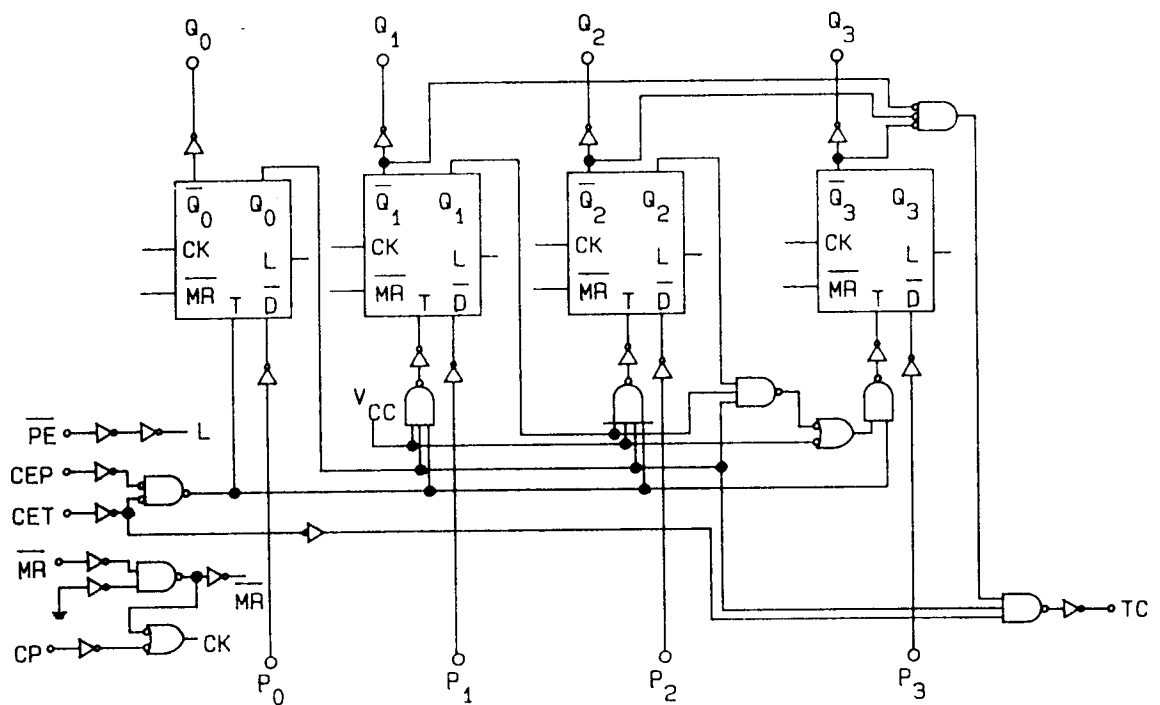 Q0 Q1 Q2 Q3
Q̅0 Q0 Q̅1 Q1 Q̅2 Q2 Q̅3 Q3
CK L CK L CK L CK L
M̅R̅ T D̅ M̅R̅ T D̅ M̅R̅ T D̅ M̅R̅ T D̅
VCC
P̅E̅ L
CEP
CET
M̅R̅ M̅R̅
TC
CP CK
P0 P1 P2 P3